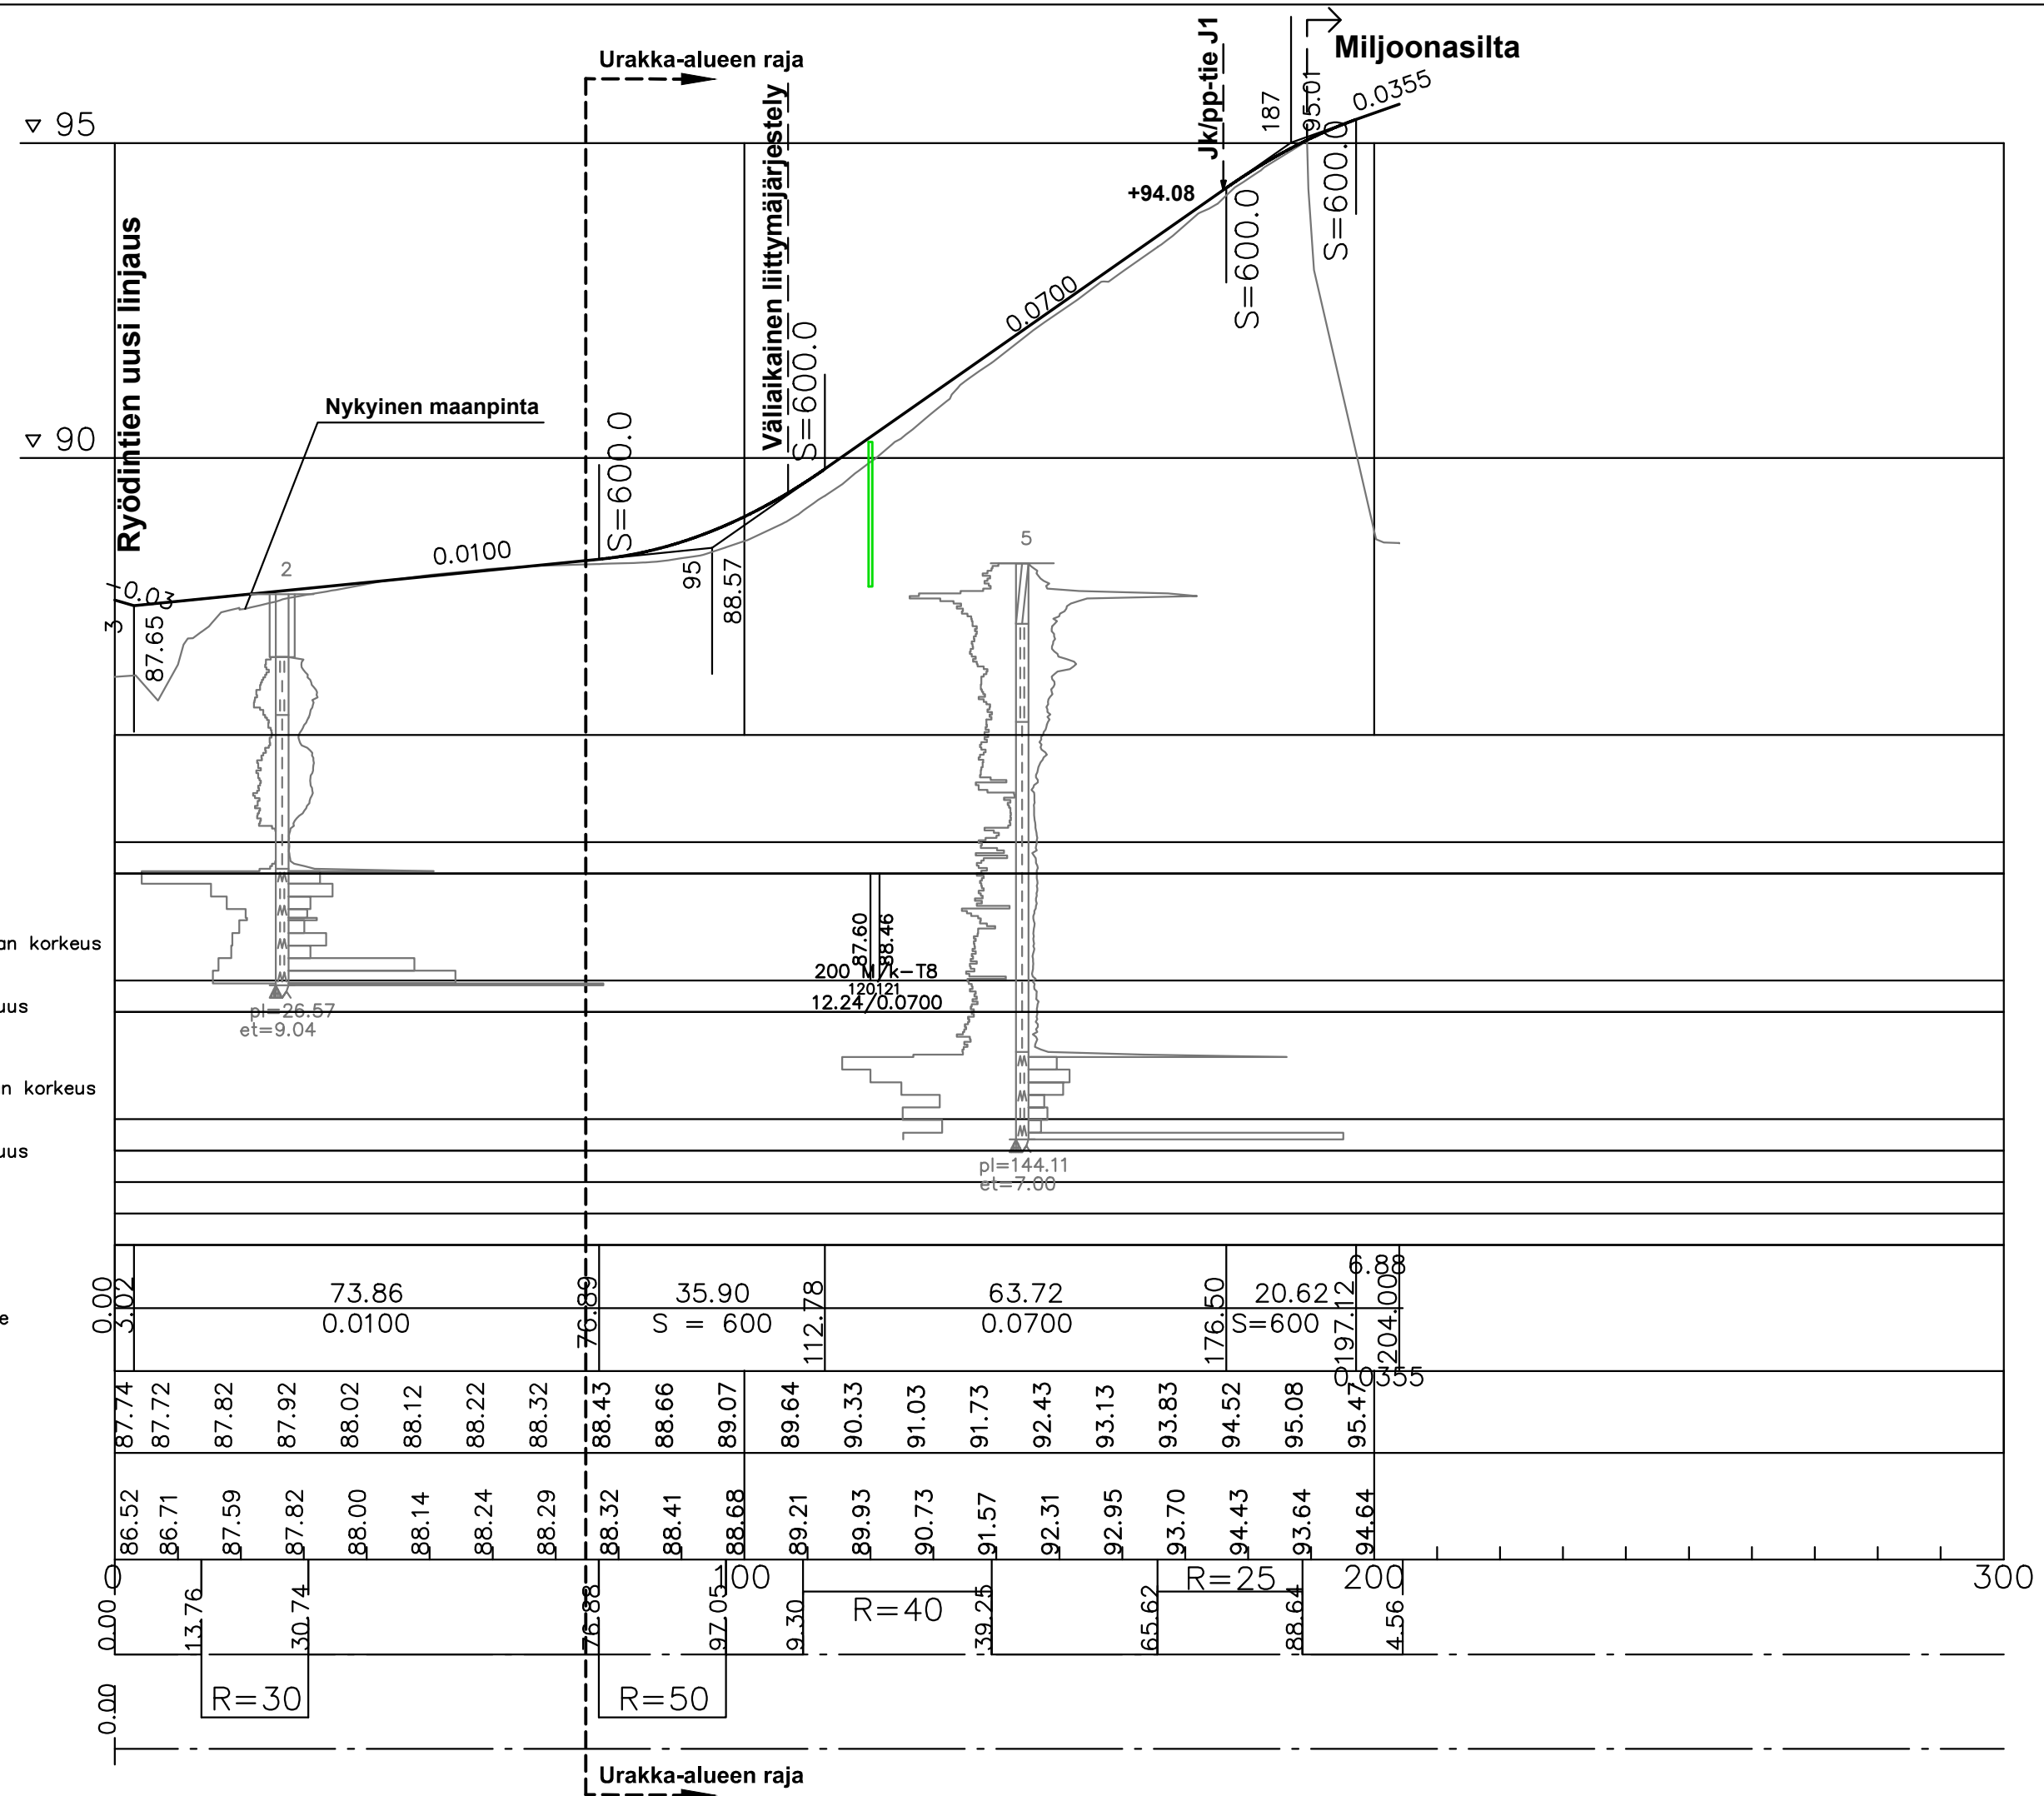 Urakka-alueen raja
Miljoonasilta
Jk/pp-tie J1
187
95.01
0.0355
▽ 95
Väliaikainen liittymäjärjestely
S=600.0
+94.08
S=600.0
Ryödintien uusi linjaus
0.0700
S=600.0
Nykyinen maanpinta
▽ 90
S=600.0
0.0100
2
5
95
88.57
-0.03
3
87.65
an korkeus
87.60
88.46
200 M/k-T8
120
121
12.24/0.0700
uus
pl=26.57
et=9.04
n korkeus
uus
pl=144.11
et=7.00
0.00
3.02
73.86
76.89
35.90
112.78
63.72
176.50
20.62
197.12
6.88
204.00
e
0.0100
S = 600
0.0700
S=600
0.0355
87.74 87.72 87.82 87.92 88.02 88.12 88.22 88.32 88.43 88.66 89.07 89.64 90.33 91.03 91.73 92.43 93.13 93.83 94.52 95.08 95.47
86.52 86.71 87.59 87.82 88.00 88.14 88.24 88.29 88.32 88.41 88.68 89.21 89.93 90.73 91.57 92.31 92.95 93.70 94.43 93.64 94.64
0 100 200 300
0.00 13.76 30.74 76.88 97.05 9.30 R=40 39.25 65.62 R=25 88.64 4.56
R=30 R=50
0.00
Urakka-alueen raja